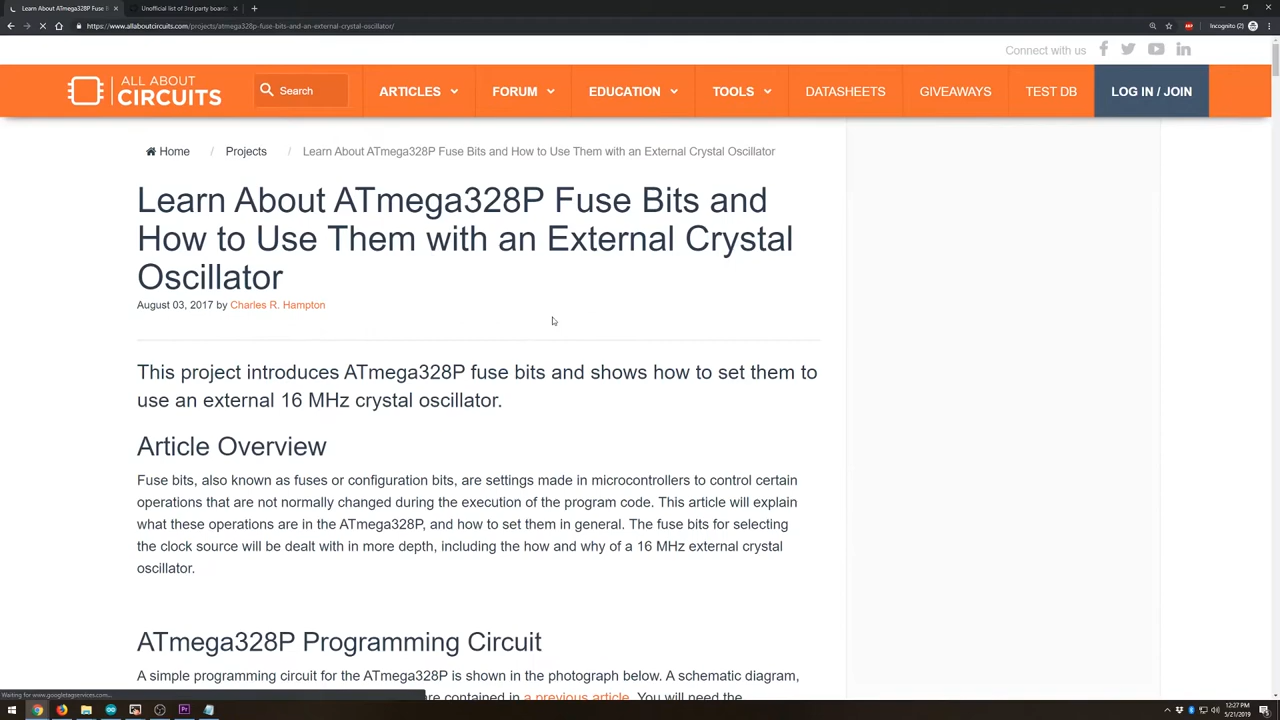 Learn About ATmega328P Fuse B
Unofficial list of 3rd party boards
https://www.allaboutcircuits.com/projects/atmega328p-fuse-bits-and-an-external-crystal-oscillator/
Incognito (2)
Connect with us
ALL ABOUT
CIRCUITS
Search
ARTICLES
FORUM
EDUCATION
TOOLS
DATASHEETS
GIVEAWAYS
TEST DB
LOG IN / JOIN
Home / Projects / Learn About ATmega328P Fuse Bits and How to Use Them with an External Crystal Oscillator
Learn About ATmega328P Fuse Bits and
How to Use Them with an External Crystal
Oscillator
August 03, 2017 by Charles R. Hampton
This project introduces ATmega328P fuse bits and shows how to set them to
use an external 16 MHz crystal oscillator.
Article Overview
Fuse bits, also known as fuses or configuration bits, are settings made in microcontrollers to control certain
operations that are not normally changed during the execution of the program code. This article will explain
what these operations are in the ATmega328P, and how to set them in general. The fuse bits for selecting
the clock source will be dealt with in more depth, including the how and why of a 16 MHz external crystal
oscillator.
ATmega328P Programming Circuit
A simple programming circuit for the ATmega328P is shown in the photograph below. A schematic diagram,
are contained in a previous article. You will need the
Waiting for www.googletagservices.com...
12:27 PM
5/21/2019